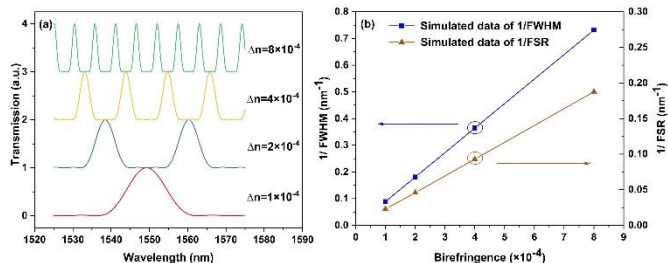 (a)
Δn=8×10⁻⁴
Δn=4×10⁻⁴
Δn=2×10⁻⁴
Δn=1×10⁻⁴
4
3
2
1
0
Transmission (a.u.)
1520 1530 1540 1550 1560 1570 1580 1590
Wavelength (nm)
(b)
Simulated data of 1/FWHM
Simulated data of 1/FSR
0.8
0.7
0.6
0.5
0.4
0.3
0.2
0.1
0.0
1/ FWHM (nm⁻¹)
0.30
0.25
0.20
0.15
0.10
0.05
0.00
1/ FSR (nm⁻¹)
0 1 2 3 4 5 6 7 8 9
Birefringence (×10⁻⁴)